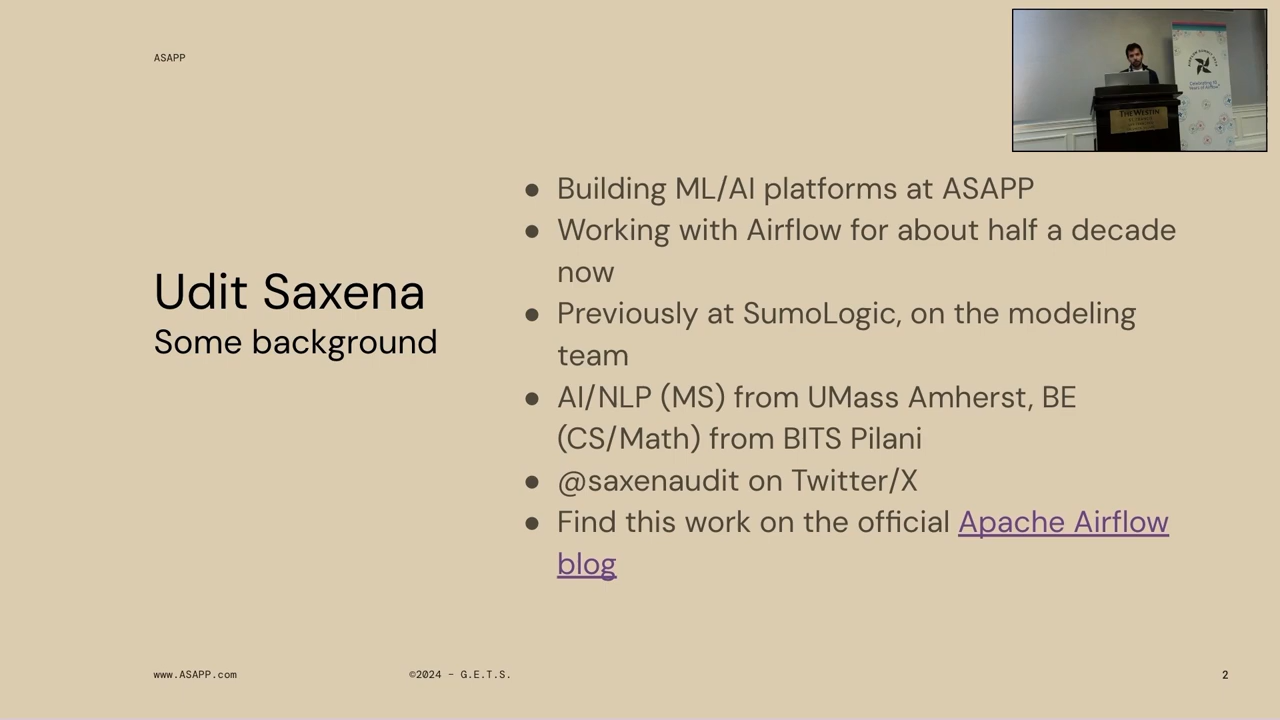 ASAPP
THE WESTIN
Udit Saxena
Some background
● Building ML/AI platforms at ASAPP
● Working with Airflow for about half a decade
now
● Previously at SumoLogic, on the modeling
team
● AI/NLP (MS) from UMass Amherst, BE
(CS/Math) from BITS Pilani
● @saxenaudit on Twitter/X
● Find this work on the official Apache Airflow
blog
www.ASAPP.com
©2024 – G.E.T.S.
2